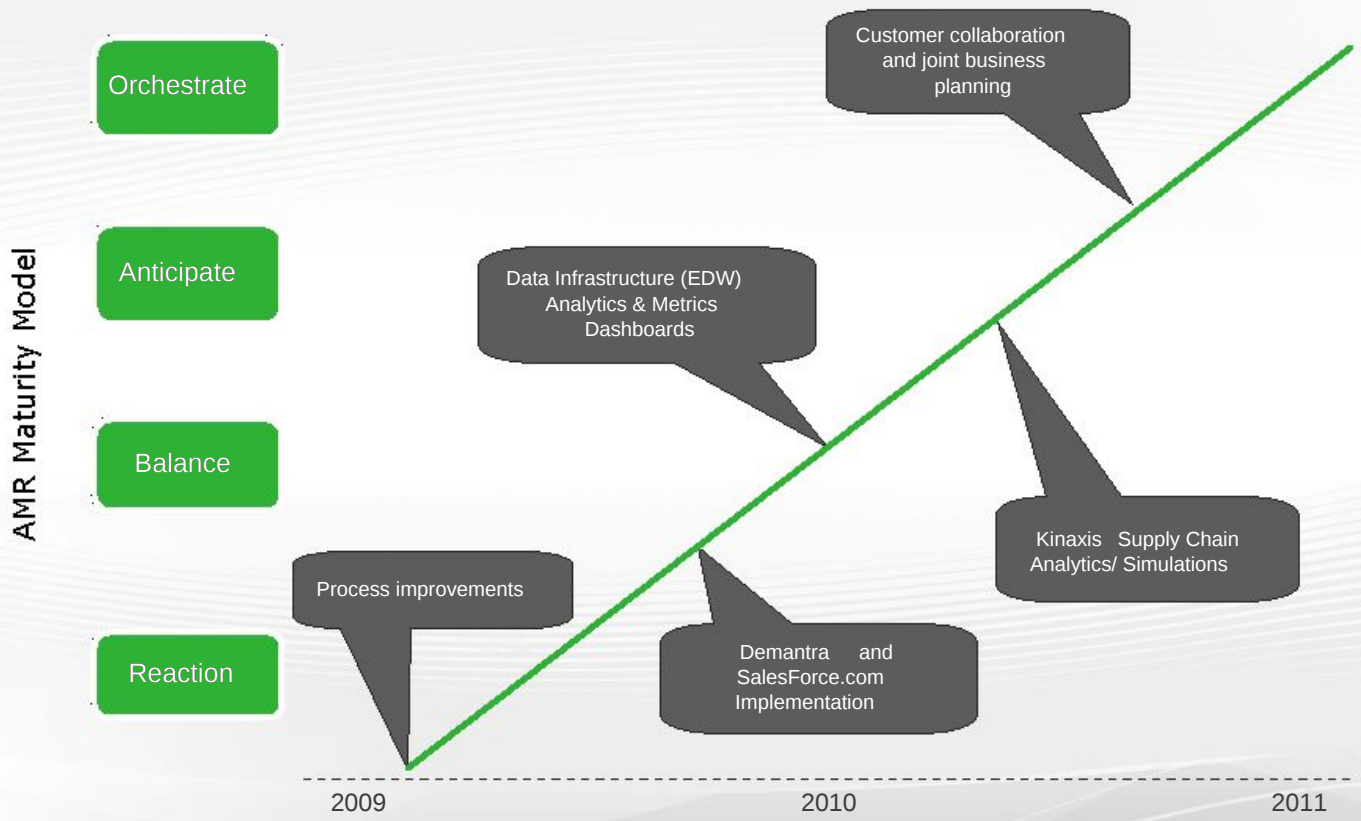 Customer collaboration
and joint business
planning
Orchestrate
Anticipate
Data Infrastructure (EDW)
Analytics & Metrics
Dashboards
AMR Maturity Model
Balance
Kinaxis Supply Chain
Analytics/ Simulations
Process improvements
Reaction
Demantra and
SalesForce.com
Implementation
2009
2010
2011